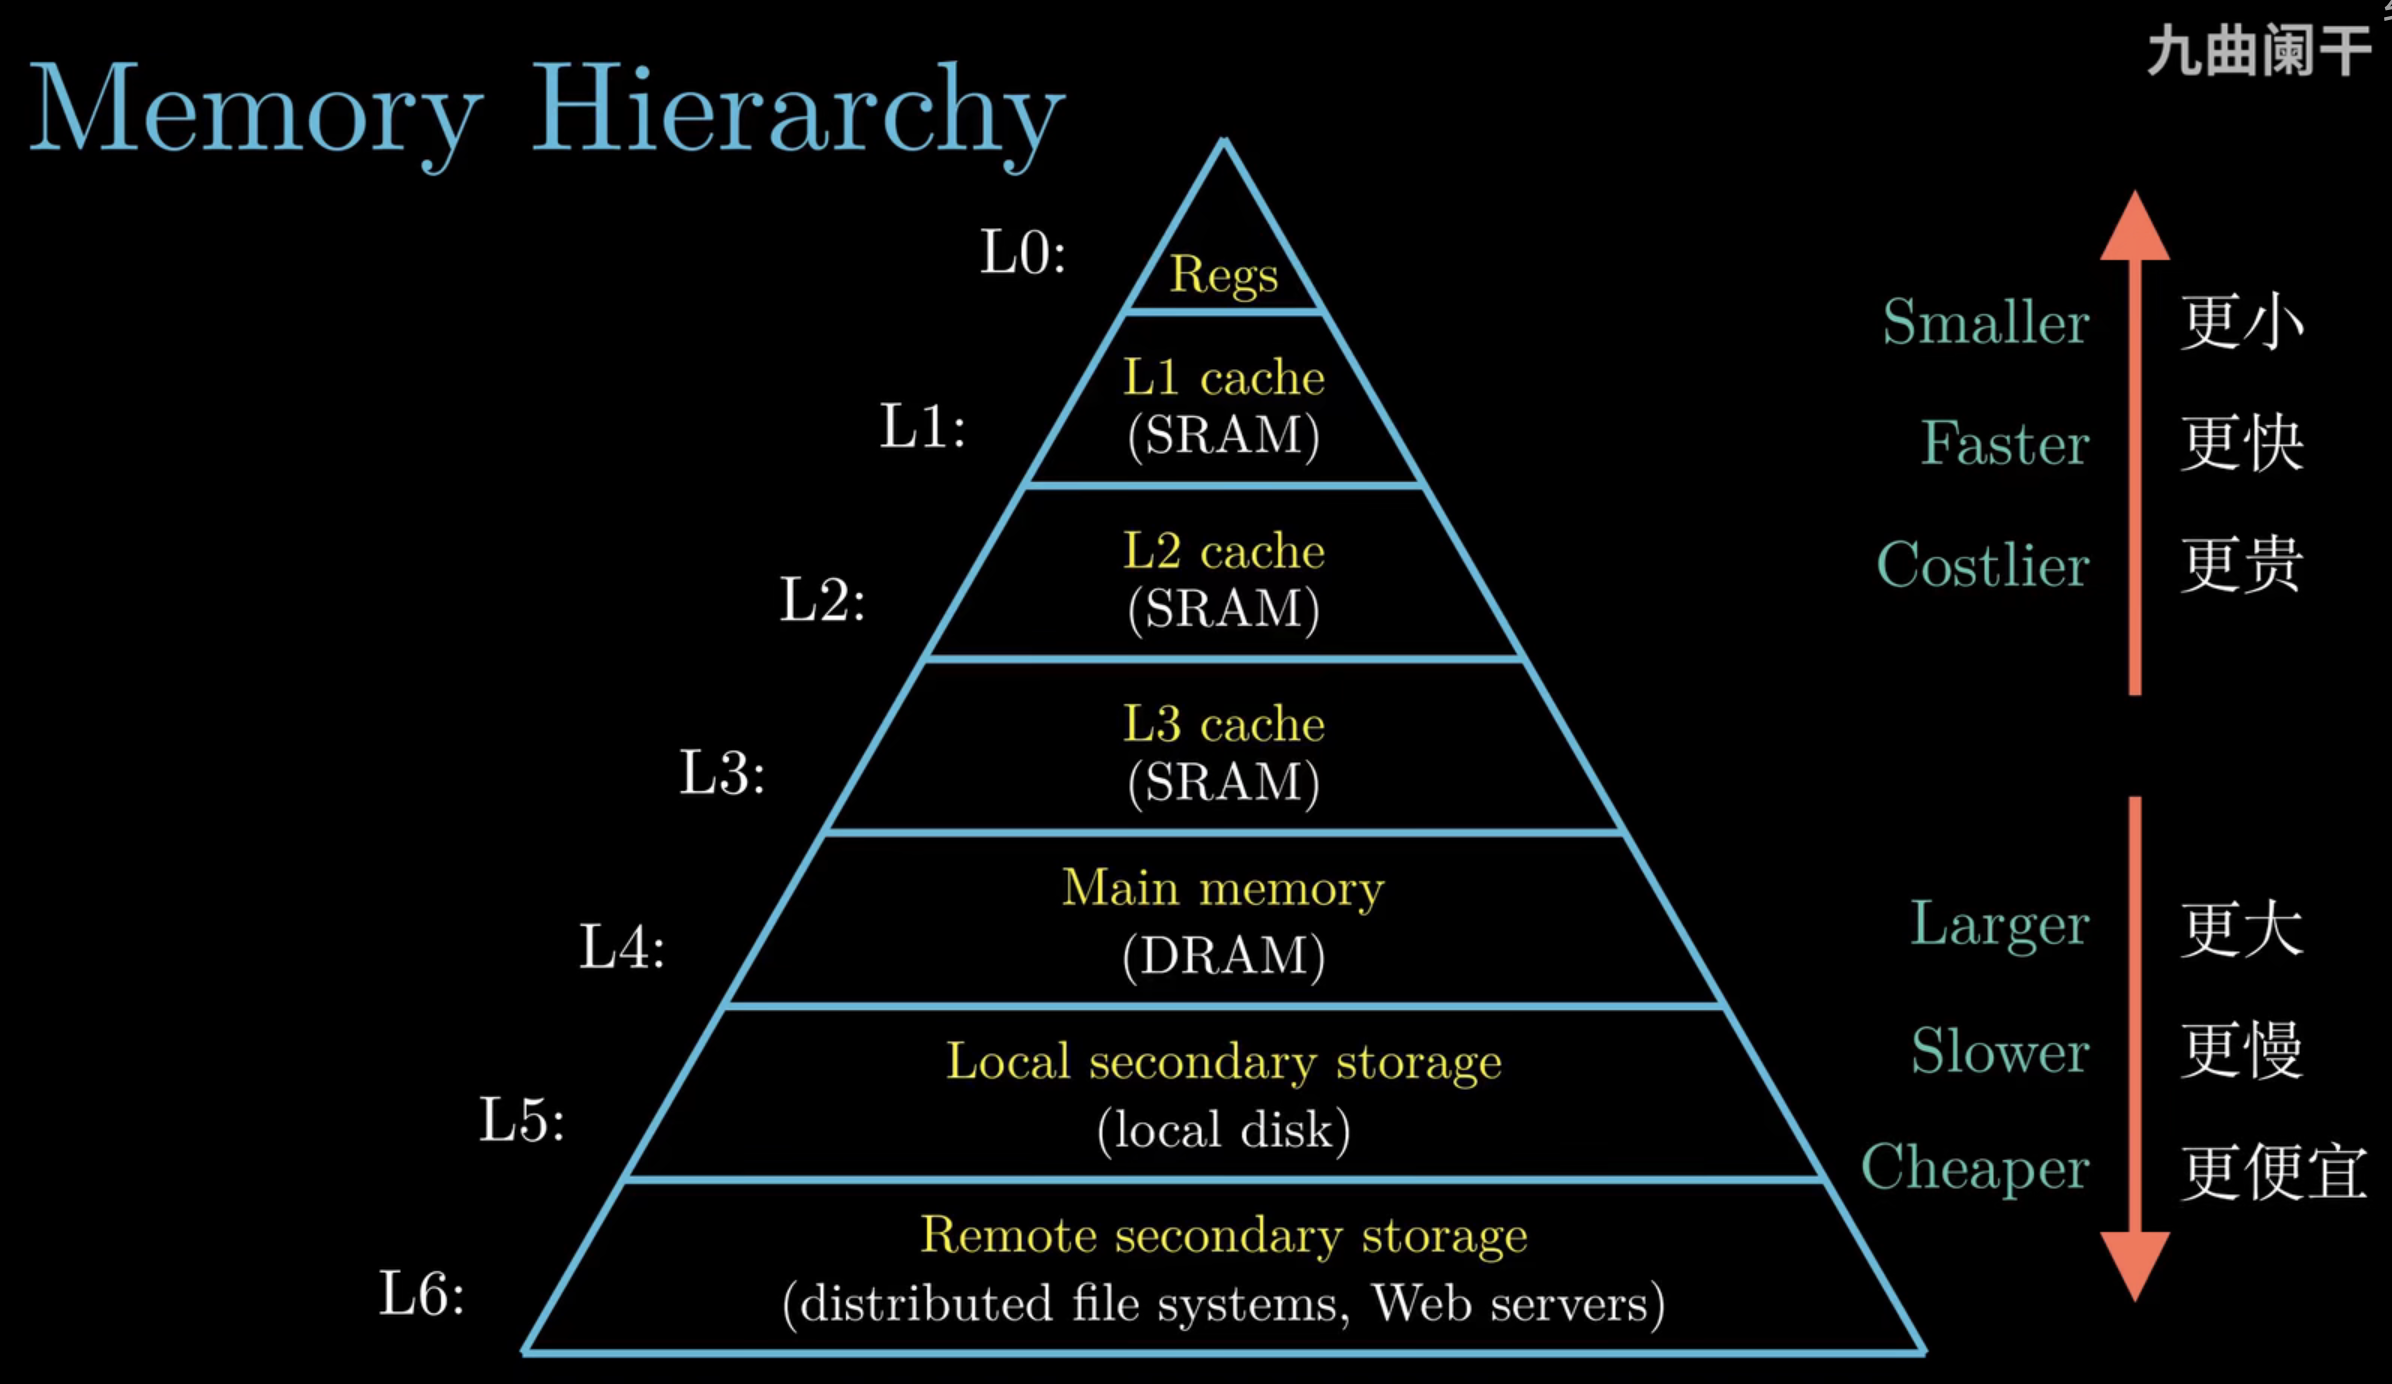 九曲阑干
Memory Hierarchy
L0:
Regs
L1:
L1 cache
(SRAM)
L2:
L2 cache
(SRAM)
L3:
L3 cache
(SRAM)
L4:
Main memory
(DRAM)
L5:
Local secondary storage
(local disk)
L6:
Remote secondary storage
(distributed file systems, Web servers)
Smaller 更小
Faster 更快
Costlier 更贵
Larger 更大
Slower 更慢
Cheaper 更便宜